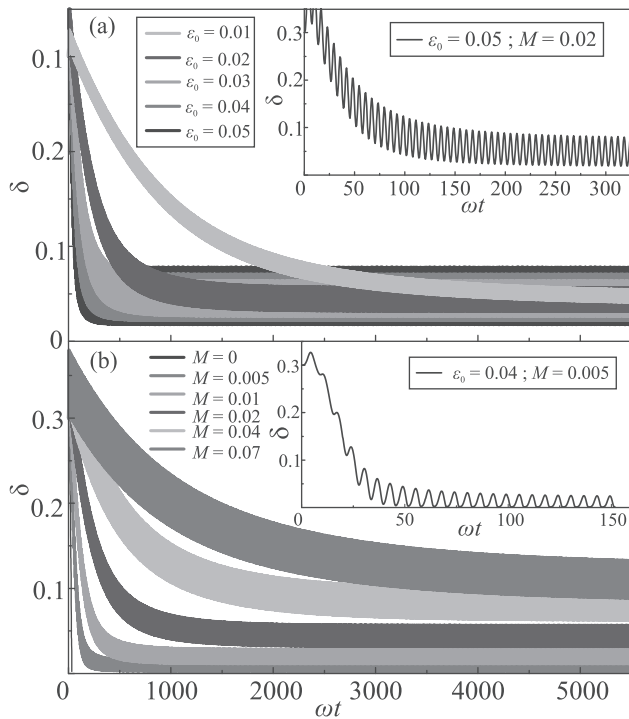 (a)
ε₀ = 0.01
ε₀ = 0.02
ε₀ = 0.03
ε₀ = 0.04
ε₀ = 0.05
0.1
0.2
0.1
0
δ
ε₀ = 0.05 ; M = 0.02
0.3
0.2
0.1
δ
0 50 100 150 200 250 300
ωt
(b)
M = 0
M = 0.005
M = 0.01
M = 0.02
M = 0.04
M = 0.07
0.3
0.2
0.1
δ
ε₀ = 0.04 ; M = 0.005
0.3
0.2
0.1
δ
0 50 100 150
ωt
0 1000 2000 3000 4000 5000
ωt